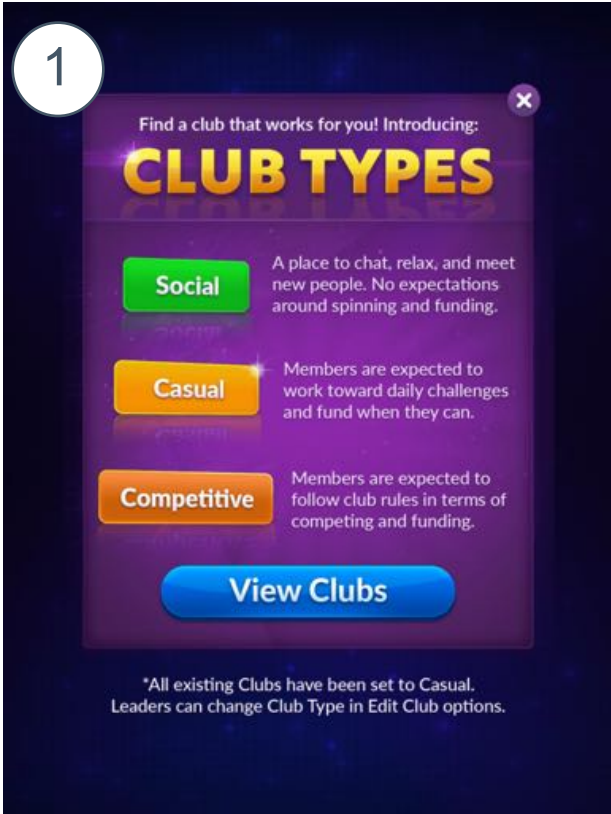 1
Find a club that works for you! Introducing:
CLUB TYPES
Social
A place to chat, relax, and meet
new people. No expectations
around spinning and funding.
Casual
Members are expected to
work toward daily challenges
and fund when they can.
Competitive
Members are expected to
follow club rules in terms of
competing and funding.
View Clubs
*All existing Clubs have been set to Casual.
Leaders can change Club Type in Edit Club options.